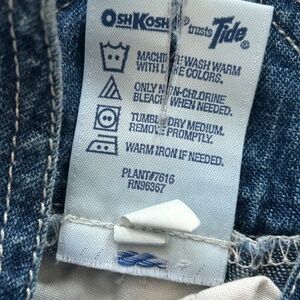 OSHKOSH trusts Tide
MACHINE WASH WARM
WITH LIKE COLORS.
ONLY NON-CHLORINE
BLEACH WHEN NEEDED.
TUMBLE DRY MEDIUM.
REMOVE PROMPTLY.
WARM IRON IF NEEDED.
PLANT#7616
RN96357